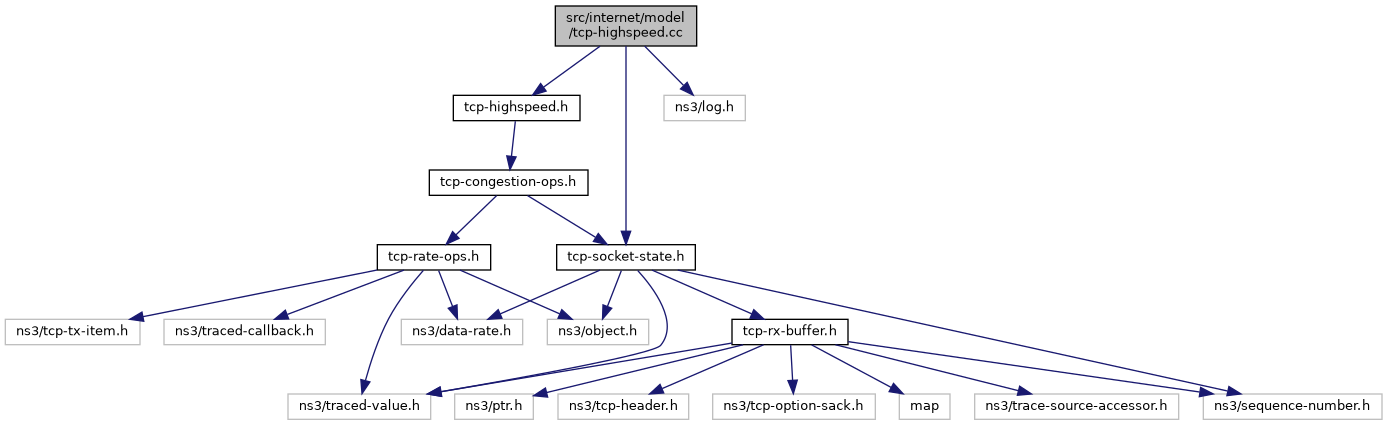 src/internet/model
/tcp-highspeed.cc
tcp-highspeed.h
ns3/log.h
tcp-congestion-ops.h
tcp-rate-ops.h
tcp-socket-state.h
ns3/tcp-tx-item.h
ns3/traced-callback.h
ns3/data-rate.h
ns3/object.h
tcp-rx-buffer.h
ns3/traced-value.h
ns3/ptr.h
ns3/tcp-header.h
ns3/tcp-option-sack.h
map
ns3/trace-source-accessor.h
ns3/sequence-number.h